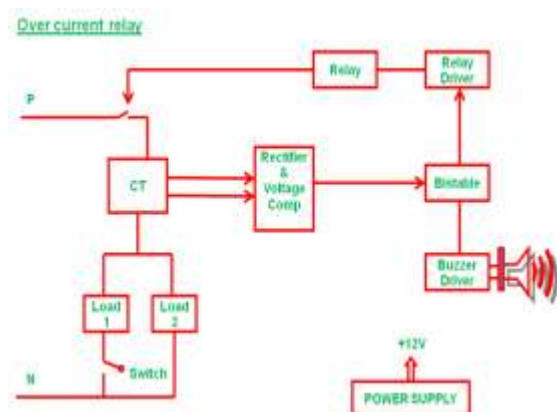 Over current relay
Relay
Relay
Driver
P
CT
Rectifier
&
Voltage
Comp
Bistable
Buzzer
Driver
Load
1
Load
2
Switch
N
+12V
POWER SUPPLY